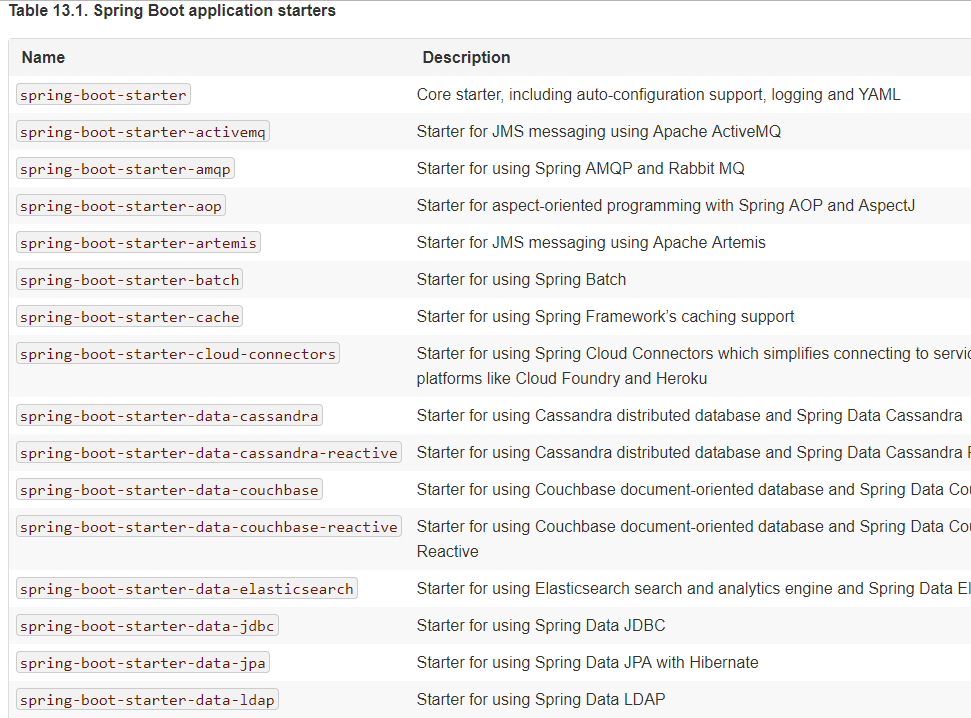 Table 13.1. Spring Boot application starters
Name Description
spring-boot-starter Core starter, including auto-configuration support, logging and YAML
spring-boot-starter-activemq Starter for JMS messaging using Apache ActiveMQ
spring-boot-starter-amqp Starter for using Spring AMQP and Rabbit MQ
spring-boot-starter-aop Starter for aspect-oriented programming with Spring AOP and AspectJ
spring-boot-starter-artemis Starter for JMS messaging using Apache Artemis
spring-boot-starter-batch Starter for using Spring Batch
spring-boot-starter-cache Starter for using Spring Framework’s caching support
spring-boot-starter-cloud-connectors Starter for using Spring Cloud Connectors which simplifies connecting to
platforms like Cloud Foundry and Heroku
spring-boot-starter-data-cassandra Starter for using Cassandra distributed database and Spring Data Cassandra
spring-boot-starter-data-cassandra-reactive Starter for using Cassandra distributed database and Spring Data Cassandra
spring-boot-starter-data-couchbase Starter for using Couchbase document-oriented database and Spring Data
spring-boot-starter-data-couchbase-reactive Starter for using Couchbase document-oriented database and Spring Data
Reactive
spring-boot-starter-data-elasticsearch Starter for using Elasticsearch search and analytics engine and Spring Data
spring-boot-starter-data-jdbc Starter for using Spring Data JDBC
spring-boot-starter-data-jpa Starter for using Spring Data JPA with Hibernate
spring-boot-starter-data-ldap Starter for using Spring Data LDAP